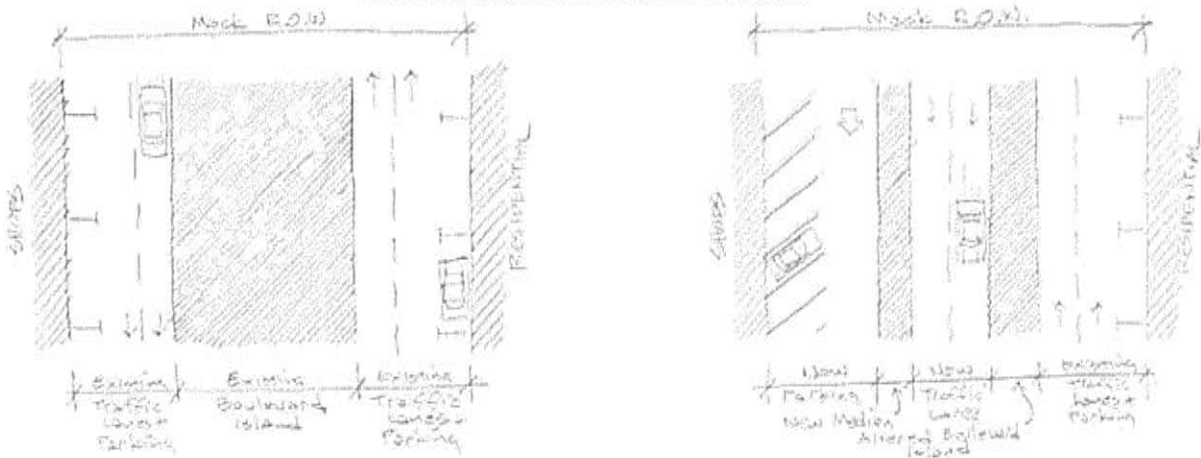 Mack R.O.W
SHOPS
RESIDENTIAL
Existing
Traffic
Lanes +
Parking
Existing
Boulevard
Island
Existing
Traffic
Lanes +
Parking
Mack R.O.W.
SHOPS
RESIDENTIAL
New
Parking
New Median
New
Traffic
Lanes
Altered
Island
Existing
Traffic
Lanes +
Parking